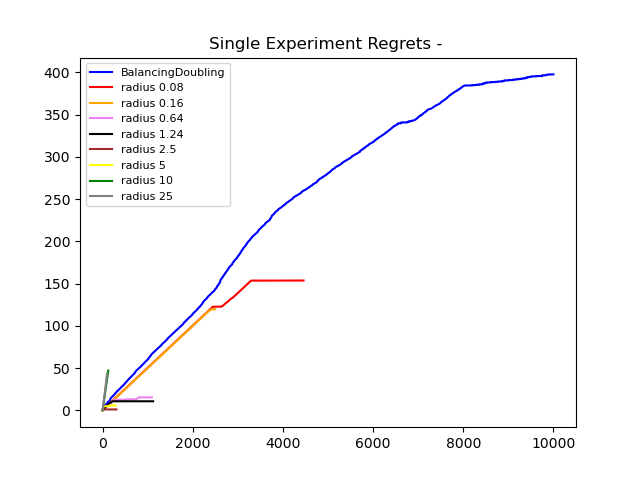 Single Experiment Regrets -
400
350
300
250
200
150
100
50
0
BalancingDoubling
radius 0.08
radius 0.16
radius 0.64
radius 1.24
radius 2.5
radius 5
radius 10
radius 25
0 2000 4000 6000 8000 10000